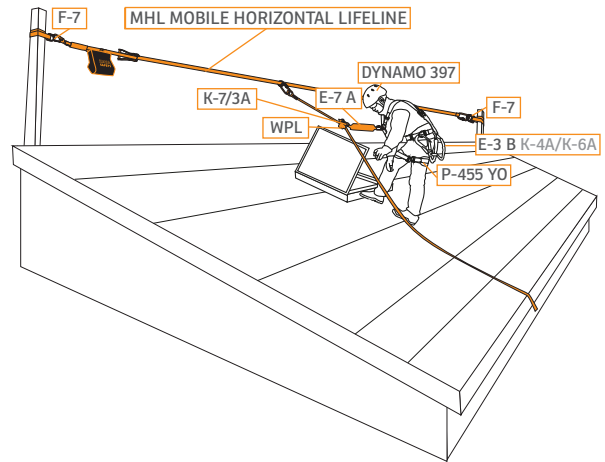 F-7
MHL MOBILE HORIZONTAL LIFELINE
DYNAMO 397
K-7/3A
E-7 A
F-7
WPL
E-3 B K-4A/K-6A
P-455 YO